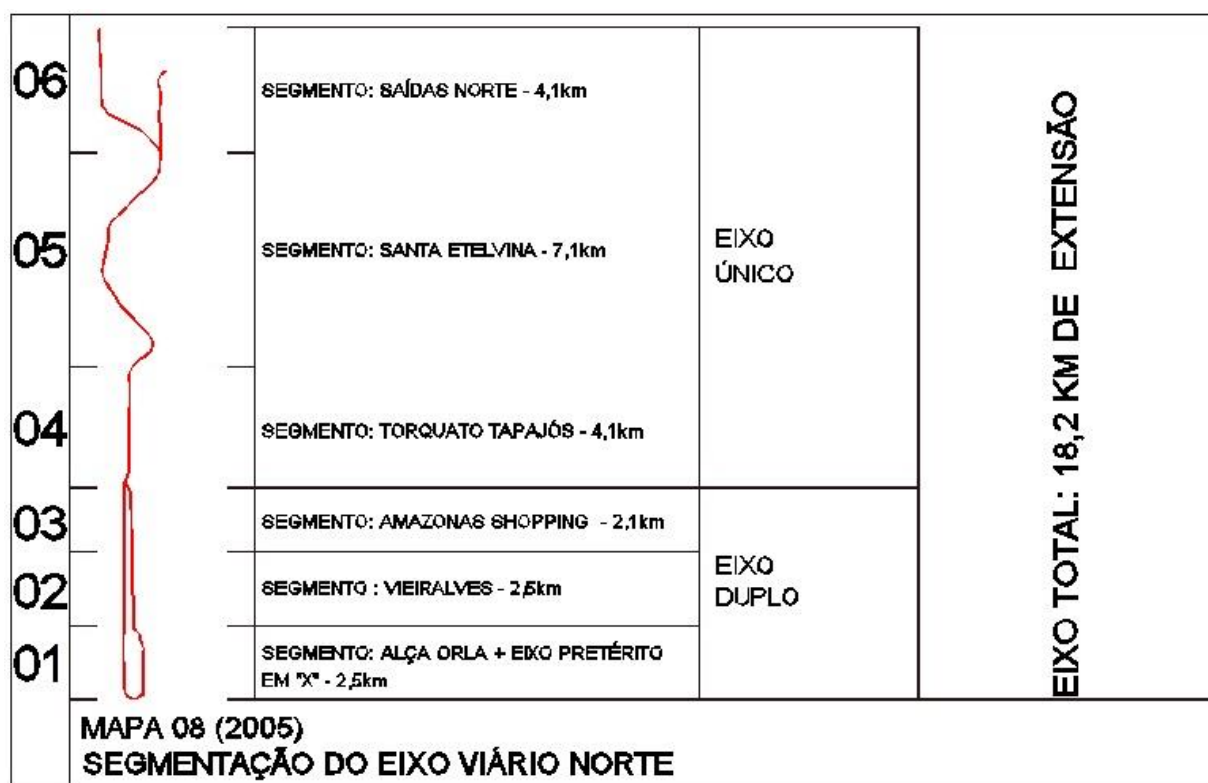 06
SEGMENTO: SAÍDAS NORTE - 4,1km
05
SEGMENTO: SANTA ETELVINA - 7,1km
EIXO
ÚNICO
04
SEGMENTO: TORQUATO TAPAJÓS - 4,1km
03
SEGMENTO: AMAZONAS SHOPPING - 2,1km
02
SEGMENTO : VIEIRALVES - 2,5km
EIXO
DUPLO
01
SEGMENTO: ALÇA ORLA + EIXO PRETÉRITO
EM "X" - 2,5km
EIXO TOTAL: 18,2 KM DE EXTENSÃO
MAPA 08 (2005)
SEGMENTAÇÃO DO EIXO VIÁRIO NORTE